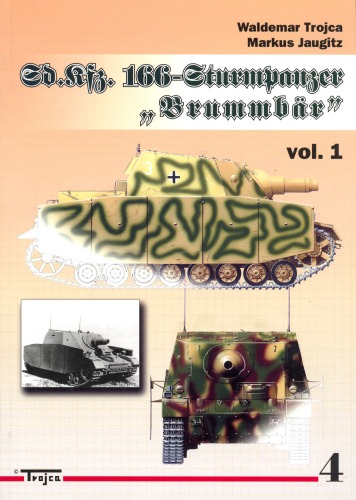 Waldemar Trojca
Markus Jaugitz
Sd.Kfz. 166-Sturmpanzer
„Brummbär”
vol. 1
© Trojca
4